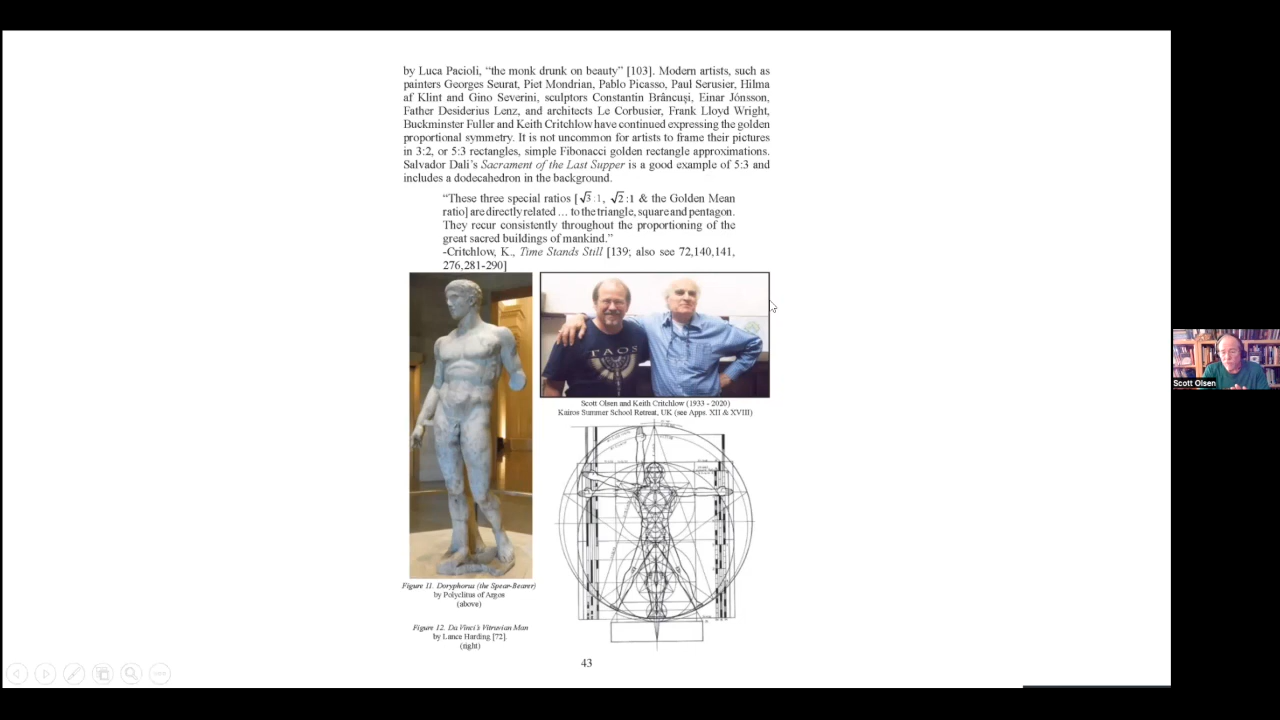 by Luca Pacioli, “the monk drunk on beauty” [103]. Modern artists, such as
painters Georges Seurat, Piet Mondrian, Pablo Picasso, Paul Serusier, Hilma
af Klint and Gino Severini, sculptors Constantin Brâncuşi, Einar Jónsson,
Father Desiderius Lenz, and architects Le Corbusier, Frank Lloyd Wright,
Buckminster Fuller and Keith Critchlow have continued expressing the golden
proportional symmetry. It is not uncommon for artists to frame their pictures
in 3:2, or 5:3 rectangles, simple Fibonacci golden rectangle approximations.
Salvador Dali’s Sacrament of the Last Supper is a good example of 5:3 and
includes a dodecahedron in the background.
“These three special ratios [√3 :1, √2 :1 & the Golden Mean
ratio] are directly related ... to the triangle, square and pentagon.
They recur consistently throughout the proportioning of the
great sacred buildings of mankind.”
-Critchlow, K., Time Stands Still [139; also see 72,140,141,
276,281-290]
TAOS
Scott Olsen and Keith Critchlow (1933 - 2020)
Kairos Summer School Retreat, UK (see Apps. XII & XVIII)
Figure 11. Doryphorus (the Spear-Bearer)
by Polyclitus of Argos
(above)
Figure 12. Da Vinci's Vitruvian Man
by Lance Harding [72].
(right)
43
Scott Olsen